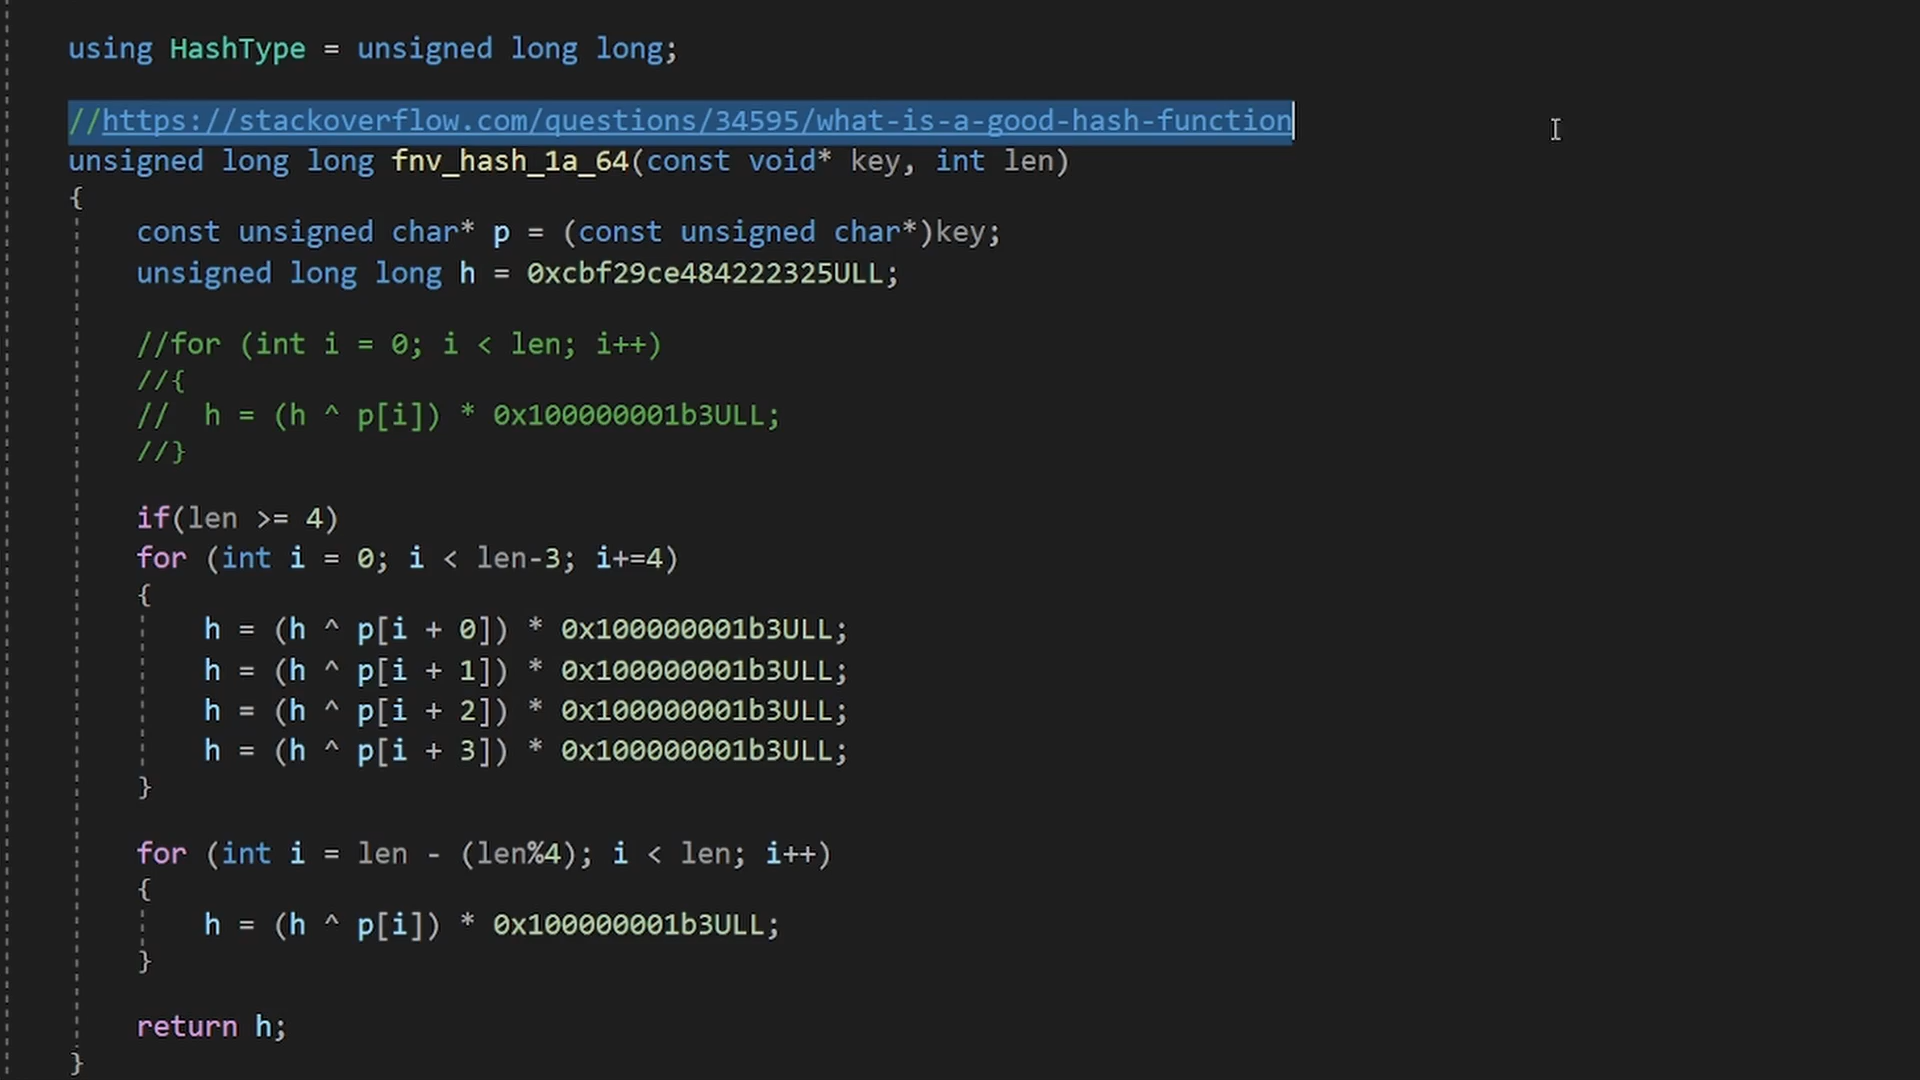 using HashType = unsigned long long;
//https://stackoverflow.com/questions/34595/what-is-a-good-hash-function
unsigned long long fnv_hash_1a_64(const void* key, int len)
{
    const unsigned char* p = (const unsigned char*)key;
    unsigned long long h = 0xcbf29ce484222325ULL;
    //for (int i = 0; i < len; i++)
    //{
    //  h = (h ^ p[i]) * 0x100000001b3ULL;
    //}
    if(len >= 4)
    for (int i = 0; i < len-3; i+=4)
    {
        h = (h ^ p[i + 0]) * 0x100000001b3ULL;
        h = (h ^ p[i + 1]) * 0x100000001b3ULL;
        h = (h ^ p[i + 2]) * 0x100000001b3ULL;
        h = (h ^ p[i + 3]) * 0x100000001b3ULL;
    }
    for (int i = len - (len%4); i < len; i++)
    {
        h = (h ^ p[i]) * 0x100000001b3ULL;
    }
    return h;
}